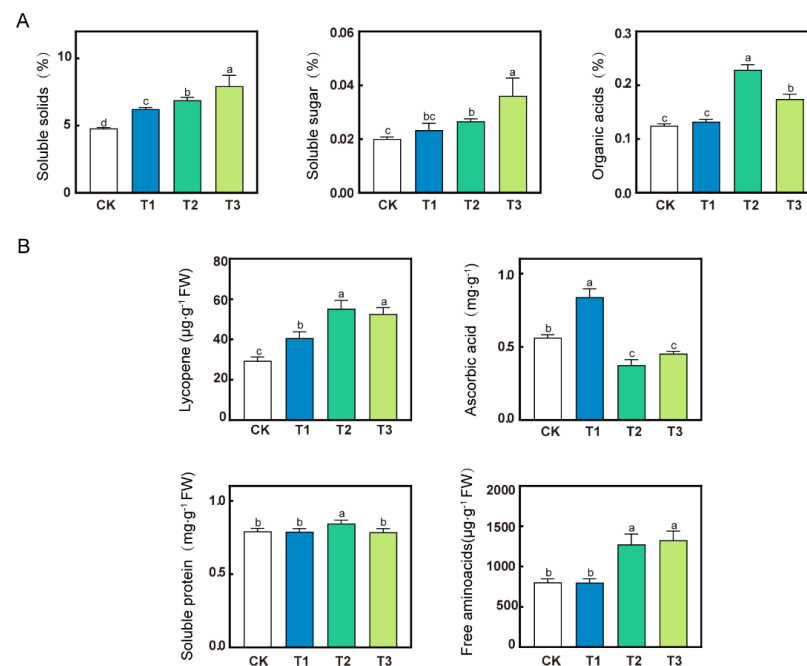 A
Soluble solids（%）
10
5
0
d
c
b
a
CK T1 T2 T3
Soluble sugar（%）
0.06
0.04
0.02
0.00
c
bc
b
a
CK T1 T2 T3
Organic acids（%）
0.3
0.2
0.1
0.0
c
c
a
b
CK T1 T2 T3
B
Lycopene (μg·g⁻¹ FW)
80
60
40
20
0
c
b
a
a
CK T1 T2 T3
Ascorbic acid（mg·g⁻¹)
1.0
0.5
0.0
b
a
c
c
CK T1 T2 T3
Soluble protein（mg·g⁻¹ FW)
1.0
0.5
0.0
b
b
a
b
CK T1 T2 T3
Free aminoacids(μg·g⁻¹ FW)
2000
1500
1000
500
000
b
b
a
a
CK T1 T2 T3